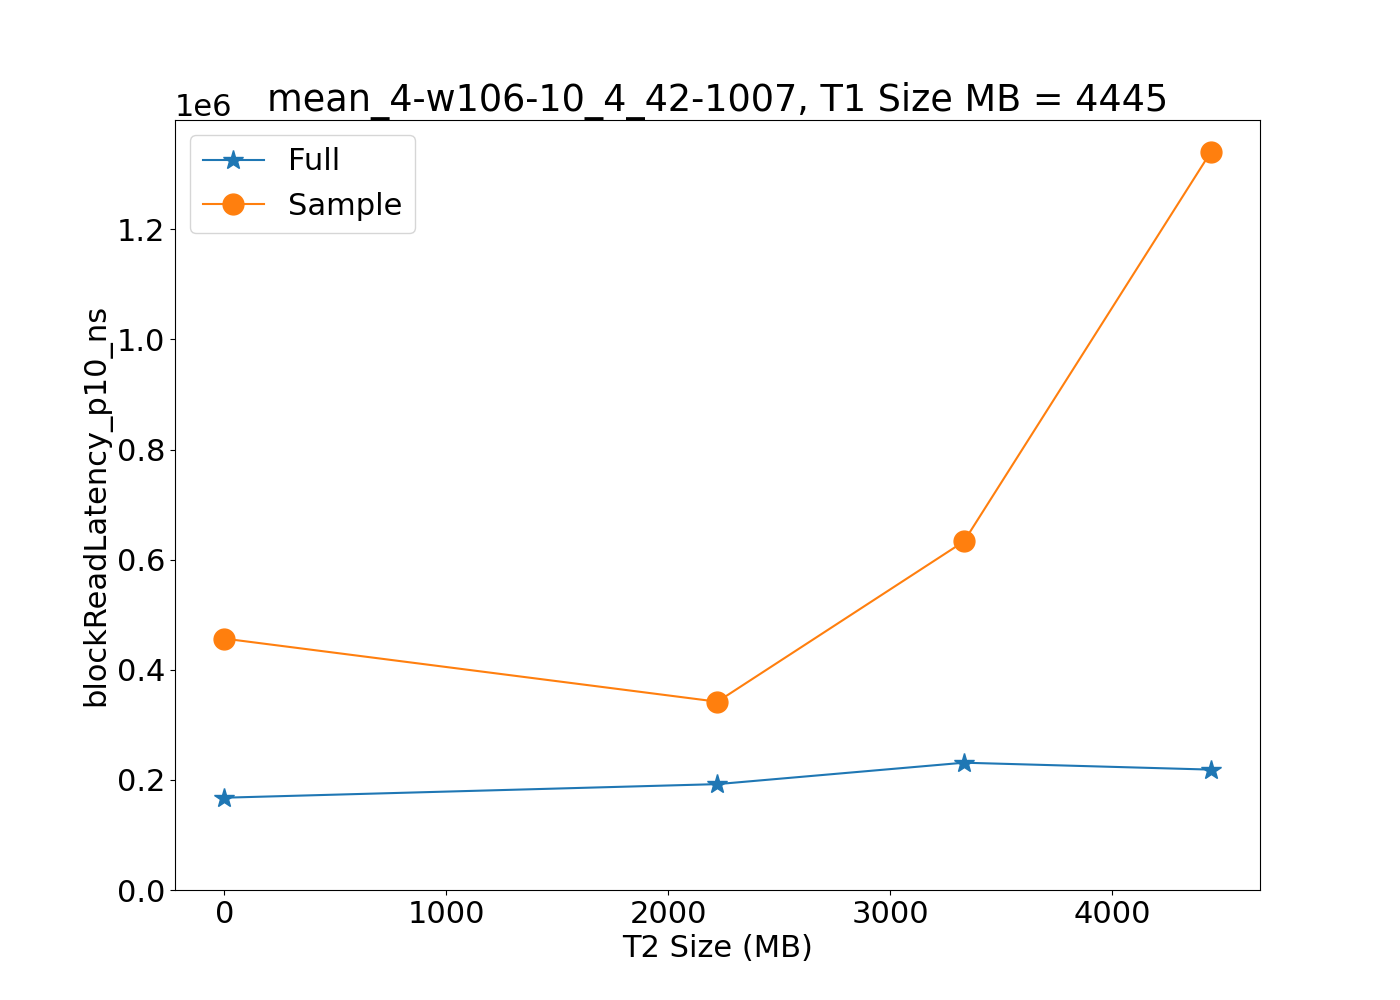 1e6
mean_4-w106-10_4_42-1007, T1 Size MB = 4445
Full
Sample
blockReadLatency_p10_ns
1.2
1.0
0.8
0.6
0.4
0.2
0.0
0 1000 2000 3000 4000
T2 Size (MB)